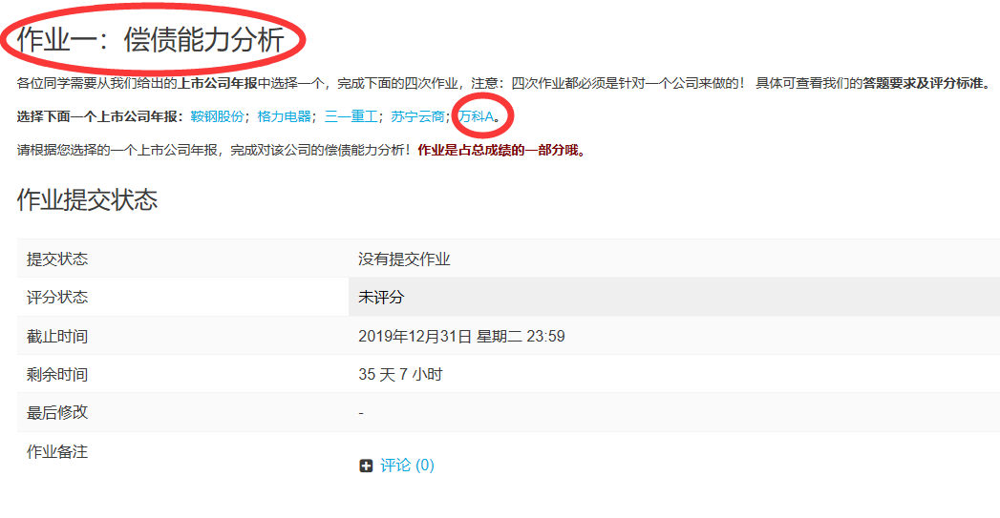 作业一：偿债能力分析
各位同学需要从我们给出的上市公司年报中选择一个，完成下面的四次作业，注意：四次作业都必须是针对一个公司来做的！ 具体可查看我们的答题要求及评分标准。
选择下面一个上市公司年报：鞍钢股份；格力电器；三一重工；苏宁云商；万科A。
请根据您选择的一个上市公司年报，完成对该公司的偿债能力分析！作业是占总成绩的一部分哦。
作业提交状态
提交状态 没有提交作业
评分状态 未评分
截止时间 2019年12月31日 星期二 23:59
剩余时间 35 天 7 小时
最后修改 -
作业备注
评论 (0)